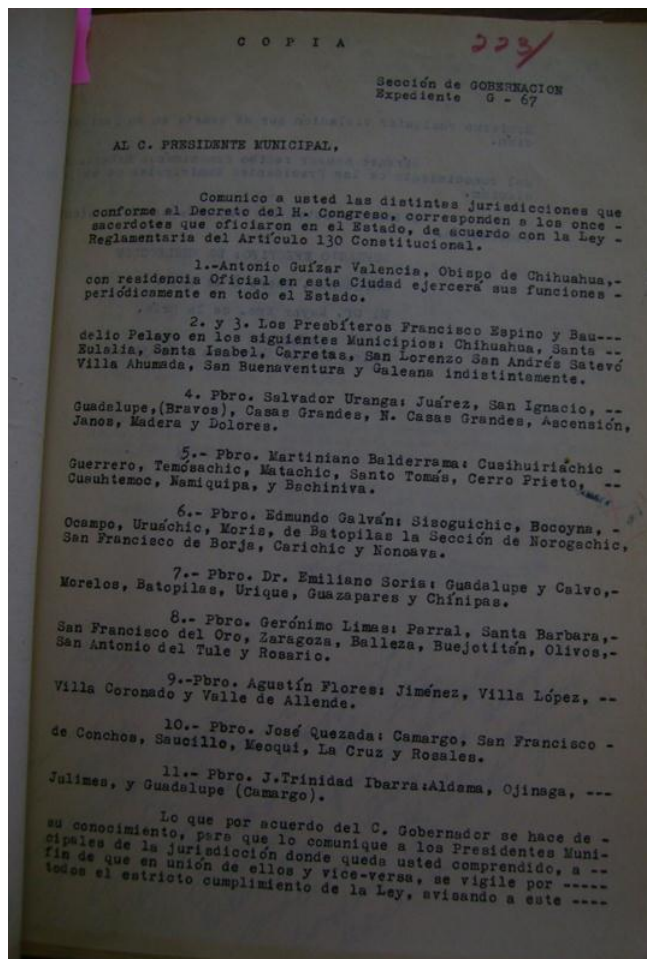 C O P I A
223/
Sección de GOBERNACION
Expediente G - 67
AL C. PRESIDENTE MUNICIPAL,
Comunico a usted las distintas jurisdicciones que
conforme el Decreto del H. Congreso, corresponden a los once -
sacerdotes que oficiaron en el Estado, de acuerdo con la Ley -
Reglamentaria del Artículo 130 Constitucional.
1.-Antonio Guízar Valencia, Obispo de Chihuahua,-
con residencia Oficial en esta Ciudad ejercerá sus funciones -
periódicamente en todo el Estado.
2. y 3. Los Presbíteros Francisco Espino y Bau---
delio Pelayo en los siguientes Municipios: Chihuahua, Santa --
Eulalia, Santa Isabel, Carretas, San Lorenzo San Andrés Satevó
Villa Ahumada, San Buenaventura y Galeana indistintamente.
4. Pbro. Salvador Uranga: Juárez, San Ignacio, --
Guadalupe,(Bravos), Casas Grandes, N. Casas Grandes, Ascensión,
Janos, Madera y Dolores.
5.- Pbro. Martiniano Balderrama: Cusihuiriachic -
Guerrero, Temósachic, Matachic, Santo Tomás, Cerro Prieto, --
Cuauhtemoc, Namiquipa, y Bachiniva.
6.- Pbro. Edmundo Galván: Sisoguichic, Bocoyna, -
Ocampo, Uruáchic, Moris, de Batopilas la Sección de Norogachic,
San Francisco de Borja, Carichic y Nonoava.
7.- Pbro. Dr. Emiliano Soria: Guadalupe y Calvo,-
Morelos, Batopilas, Urique, Guazapares y Chínipas.
8.- Pbro. Gerónimo Limas: Parral, Santa Barbara,-
San Francisco del Oro, Zaragoza, Balleza, Buejotitán, Olivos,-
San Antonio del Tule y Rosario.
9.-Pbro. Agustín Flores: Jiménez, Villa López, --
Villa Coronado y Valle de Allende.
10.- Pbro. José Quezada: Camargo, San Francisco -
de Conchos, Saucillo, Meoqui, La Cruz y Rosales.
11.- Pbro. J.Trinidad Ibarra:Aldama, Ojinaga, ---
Julimes, y Guadalupe (Camargo).
Lo que por acuerdo del C. Gobernador se hace de -
su conocimiento, para que lo comunique a los Presidentes Muni-
cipales de la jurisdicción donde queda usted comprendido, a --
fin de que en unión de ellos y vice-versa, se vigile por -----
todos el estricto cumplimiento de la Ley, avisando a este ----